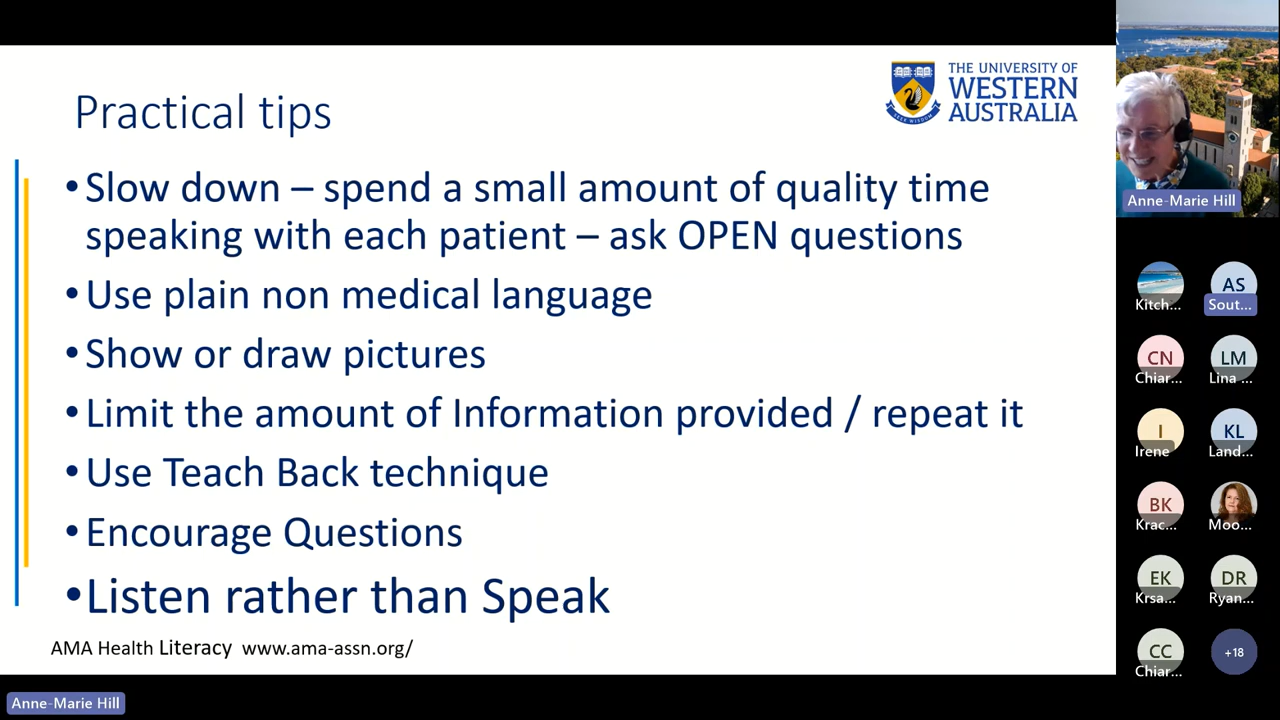 Practical tips
THE UNIVERSITY OF
WESTERN
AUSTRALIA
SEEK WISDOM
•Slow down – spend a small amount of quality time
speaking with each patient – ask OPEN questions
•Use plain non medical language
•Show or draw pictures
•Limit the amount of Information provided / repeat it
•Use Teach Back technique
•Encourage Questions
•Listen rather than Speak
AMA Health Literacy www.ama-assn.org/
Anne-Marie Hill
Anne-Marie Hill
Kitch...
AS
Sout...
CN
Chiar...
LM
Lina ...
I
Irene
KL
Land...
BK
Krac...
Moo...
EK
Krsa...
DR
Ryan...
CC
Chiar...
+18